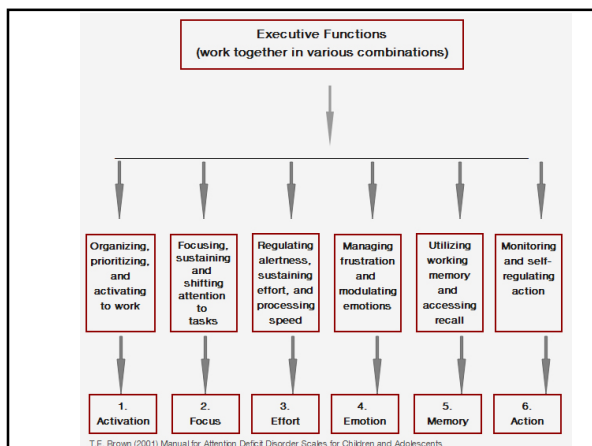 Executive Functions
(work together in various combinations)
Organizing,
prioritizing,
and
activating
to work
Focusing,
sustaining
and
shifting
attention
to
tasks
Regulating
alertness,
sustaining
effort, and
processing
speed
Managing
frustration
and
modulating
emotions
Utilizing
working
memory
and
accessing
recall
Monitoring
and self-
regulating
action
1.
Activation
2.
Focus
3.
Effort
4.
Emotion
5.
Memory
6.
Action
T.E. Brown (2001) Manual for Attention Deficit Disorder Scales for Children and Adolescents